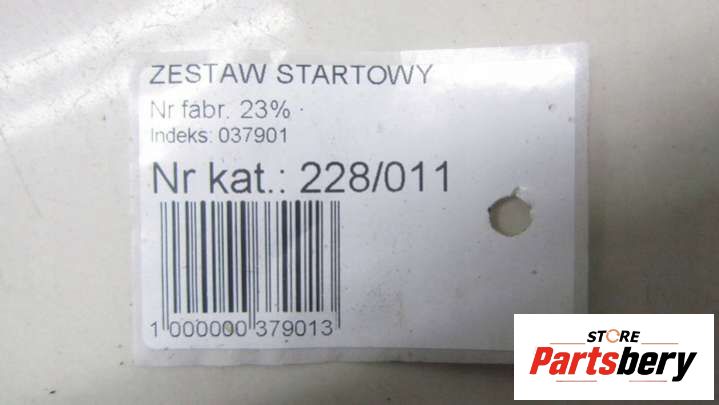 ZESTAW STARTOWY
Nr fabr. 23%
Indeks: 037901
Nr kat.: 228/011
1 000000 379013
STORE
Partsbery